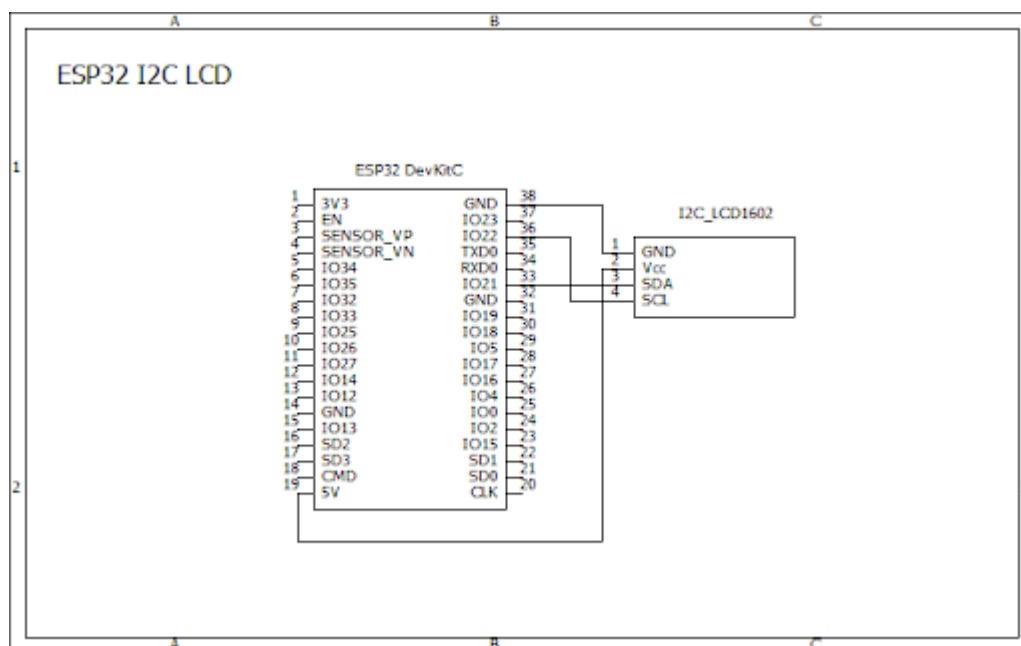 A B C
ESP32 I2C LCD
1
ESP32 DevKitC
1 3V3 GND 38
2 EN IO23 37
3 SENSOR_VP IO22 36
4 SENSOR_VN TXD0 35
5 IO34 RXD0 34
6 IO35 IO21 33
7 IO32 GND 32
8 IO33 IO19 31
9 IO25 IO18 30
10 IO26 IO5 29
11 IO27 IO17 28
12 IO14 IO16 27
13 IO12 IO4 26
14 GND IO0 25
15 IO13 IO2 24
16 SD2 IO15 23
17 SD3 SD1 22
18 CMD SD0 21
19 5V CLK 20
I2C_LCD1602
1 GND
2 Vcc
3 SDA
4 SCL
2
A B C